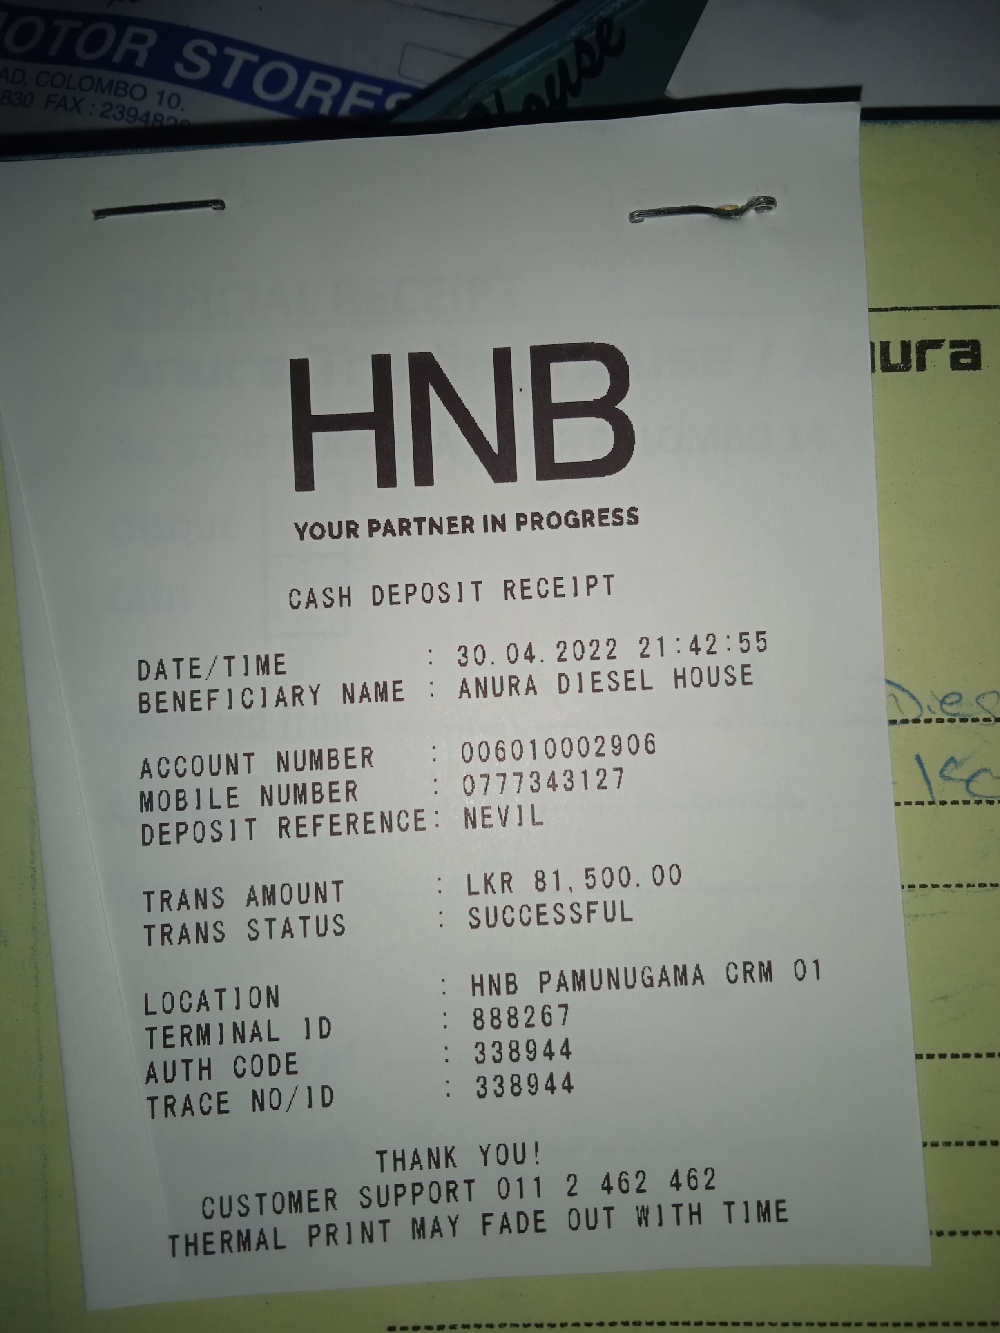 OTOR STORES
AD, COLOMBO 10.
830 FAX : 239482
House
HNB
YOUR PARTNER IN PROGRESS
CASH DEPOSIT RECEIPT
DATE/TIME : 30.04.2022 21:42:55
BENEFICIARY NAME : ANURA DIESEL HOUSE
ACCOUNT NUMBER : 006010002906
MOBILE NUMBER : 0777343127
DEPOSIT REFERENCE: NEVIL
TRANS AMOUNT : LKR 81,500.00
TRANS STATUS : SUCCESSFUL
LOCATION : HNB PAMUNUGAMA CRM 01
TERMINAL ID : 888267
AUTH CODE : 338944
TRACE NO/ID : 338944
THANK YOU!
CUSTOMER SUPPORT 011 2 462 462
THERMAL PRINT MAY FADE OUT WITH TIME
nura
Dies